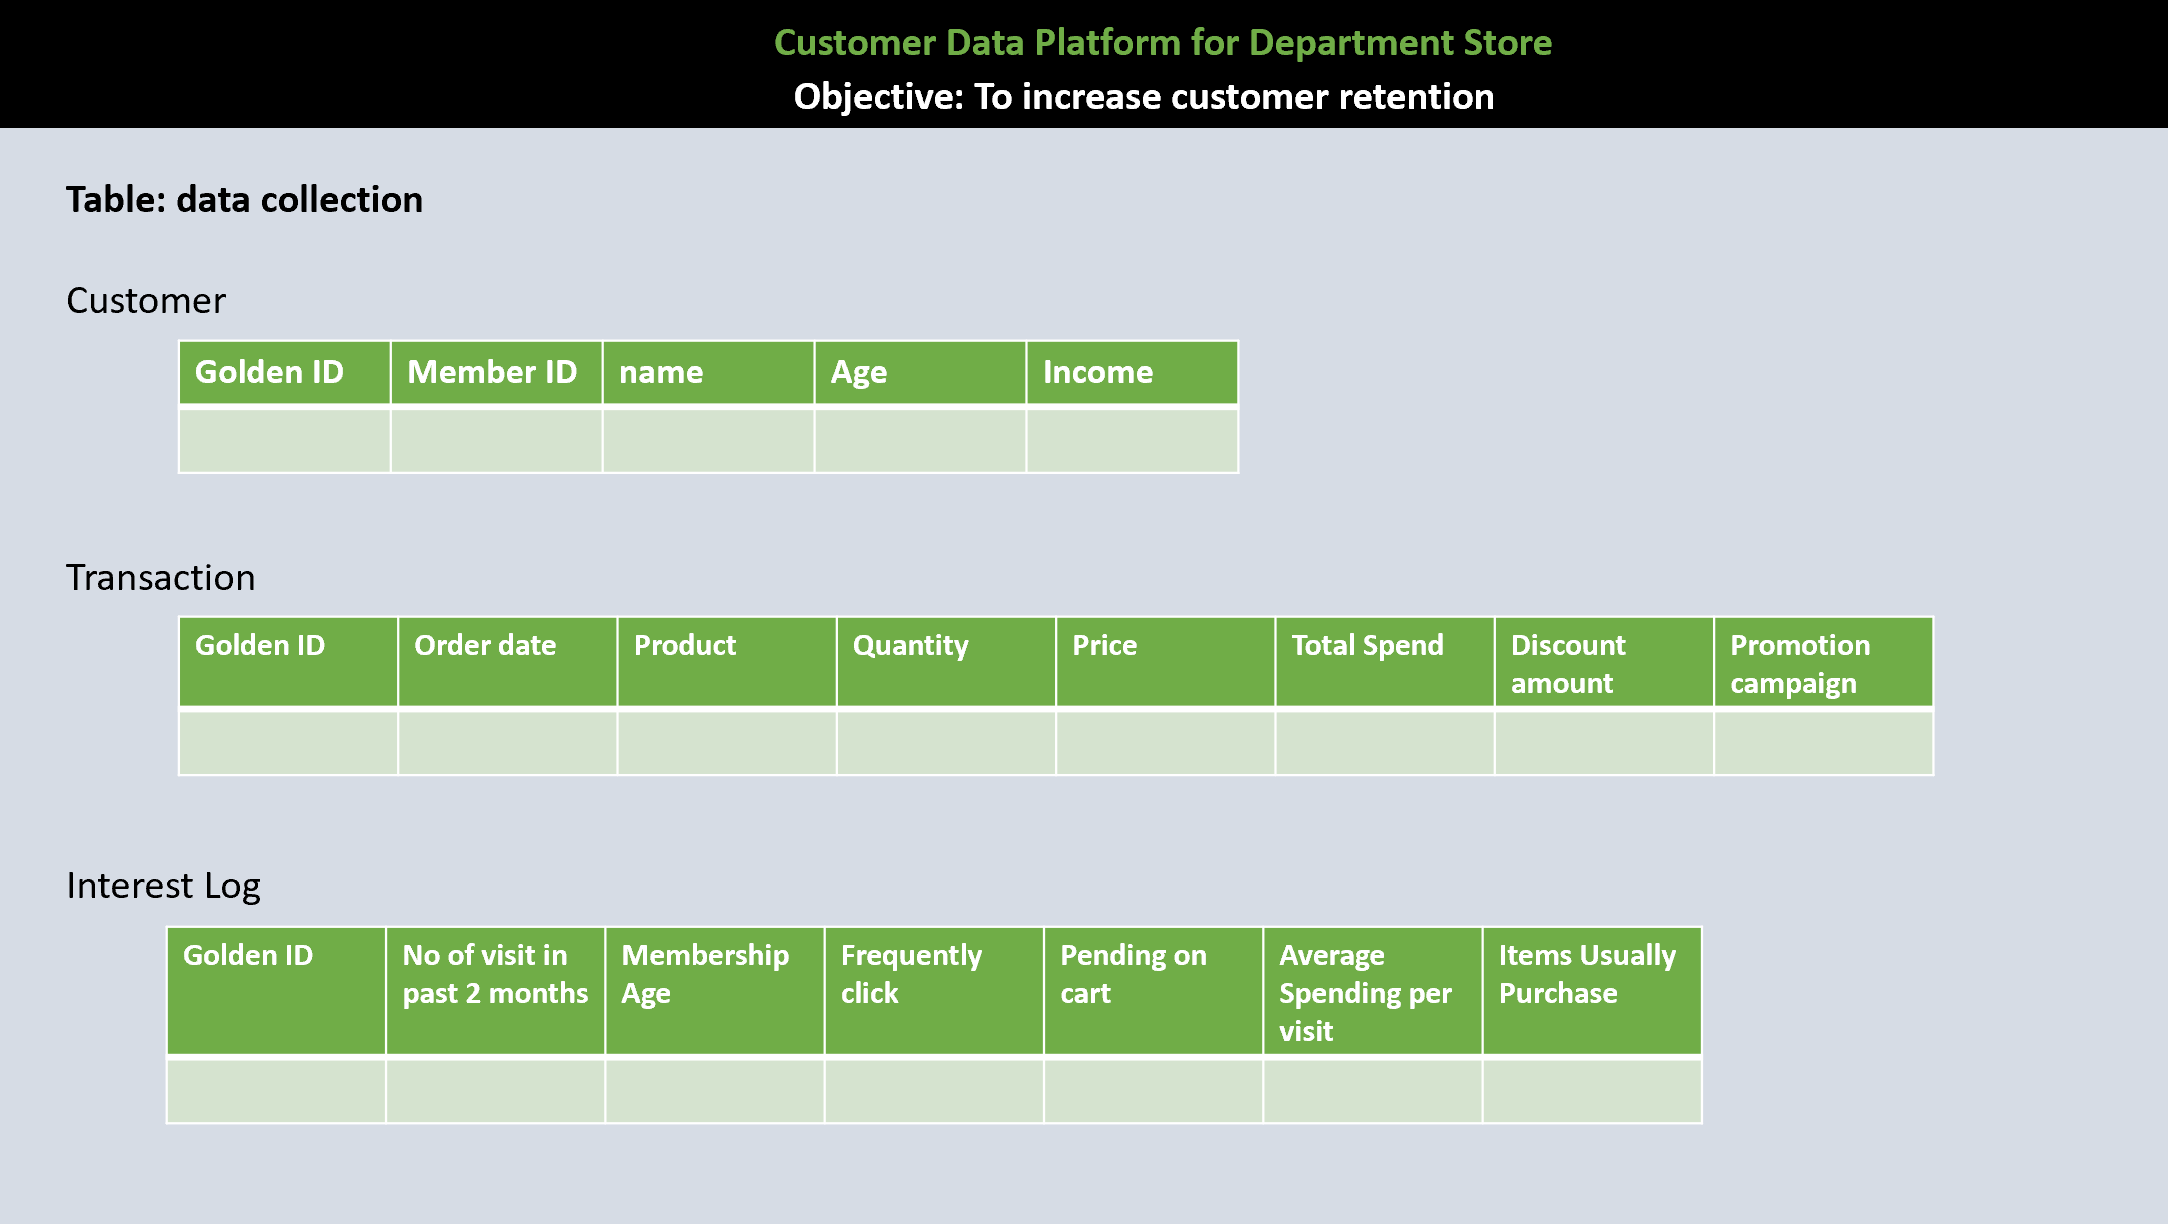 Customer Data Platform for Department Store
Objective: To increase customer retention
Table: data collection
Customer
Golden ID Member ID name Age Income
Transaction
Golden ID Order date Product Quantity Price Total Spend Discount amount Promotion campaign
Interest Log
Golden ID No of visit in past 2 months Membership Age Frequently click Pending on cart Average Spending per visit Items Usually Purchase